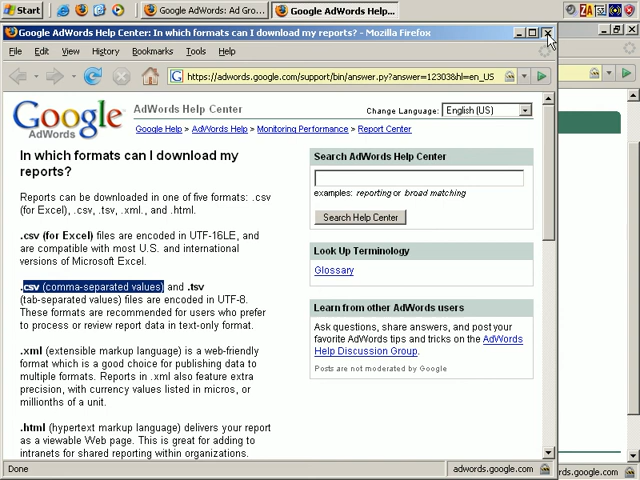 Start
Google AdWords: Ad Gro...
Google AdWords Help...
Google AdWords Help Center: In which formats can I download my reports? - Mozilla Firefox
File Edit View History Bookmarks Tools Help
https://adwords.google.com/support/bin/answer.py?answer=12303&hl=en_US
Google
AdWords
AdWords Help Center
Change Language: English (US)
Google Help > AdWords Help > Monitoring Performance > Report Center
In which formats can I download my
reports?
Reports can be downloaded in one of five formats: .csv
(for Excel), .csv, .tsv, .xml., and .html.
.csv (for Excel) files are encoded in UTF-16LE, and
are compatible with most U.S. and international
versions of Microsoft Excel.
.csv (comma-separated values) and .tsv
(tab-separated values) files are encoded in UTF-8.
These formats are recommended for users who prefer
to process or review report data in text-only format.
.xml (extensible markup language) is a web-friendly
format which is a good choice for publishing data to
multiple formats. Reports in .xml also feature extra
precision, with currency values listed in micros, or
millionths of a unit.
.html (hypertext markup language) delivers your report
as a viewable Web page. This is great for adding to
intranets for shared reporting within organizations.
Search AdWords Help Center
examples: reporting or broad matching
Search Help Center
Look Up Terminology
Glossary
Learn from other AdWords users
Ask questions, share answers, and post your
favorite AdWords tips and tricks on the AdWords
Help Discussion Group.
Posts are not moderated by Google
Done
adwords.google.com
rds.google.com